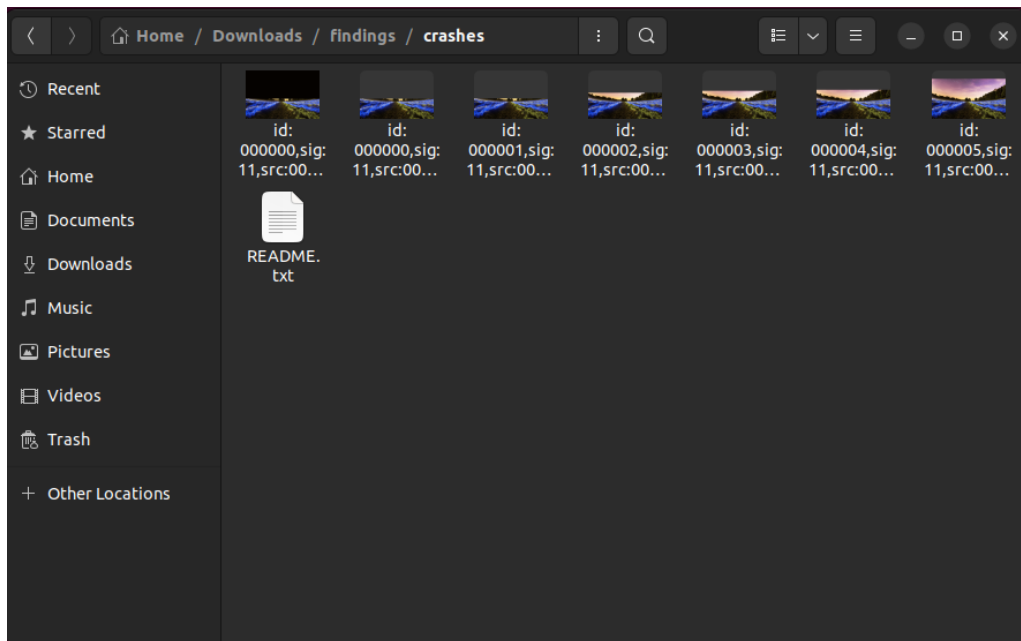 Home / Downloads / findings / crashes
Recent
Starred
Home
Documents
Downloads
Music
Pictures
Videos
Trash
+ Other Locations
id:
000000,sig:
11,src:00...
id:
000000,sig:
11,src:00...
id:
000001,sig:
11,src:00...
id:
000002,sig:
11,src:00...
id:
000003,sig:
11,src:00...
id:
000004,sig:
11,src:00...
id:
000005,sig:
11,src:00...
README.
txt